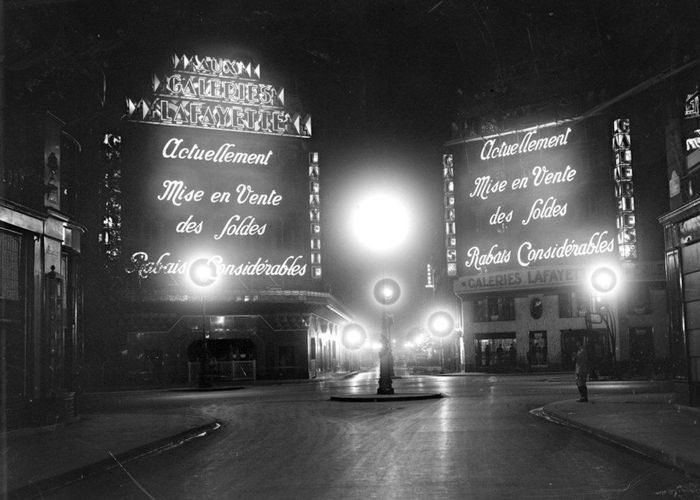 AUX
GALERIES
LAFAYETTE
Actuellement
Mise en Vente
des Soldes
Rabais Considérables
Actuellement
Mise en Vente
des Soldes
Rabais Considérables
GALERIES LAFAYETTE